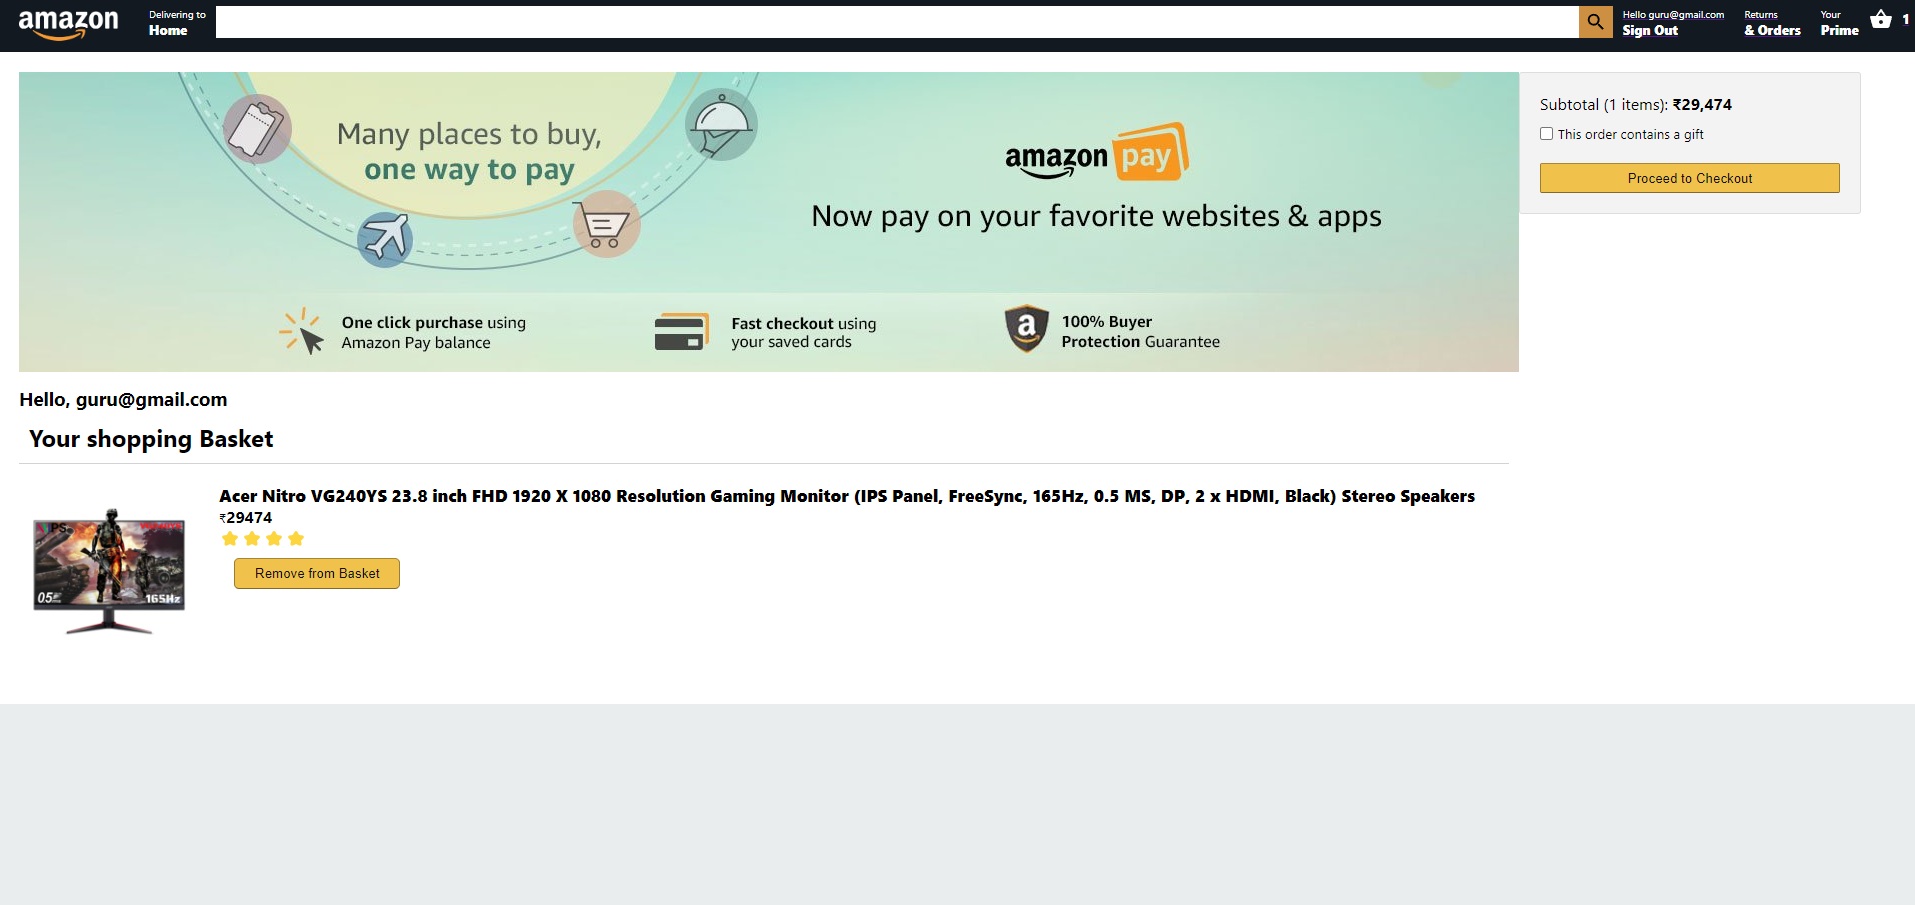 amazon
Delivering to
Home
Hello guru@gmail.com
Sign Out
Returns
& Orders
Your
Prime
1
Many places to buy,
one way to pay
amazon pay
Now pay on your favorite websites & apps
One click purchase using
Amazon Pay balance
Fast checkout using
your saved cards
a
100% Buyer
Protection Guarantee
Subtotal (1 items): ₹29,474
This order contains a gift
Proceed to Checkout
Hello, guru@gmail.com
Your shopping Basket
Acer Nitro VG240YS 23.8 inch FHD 1920 X 1080 Resolution Gaming Monitor (IPS Panel, FreeSync, 165Hz, 0.5 MS, DP, 2 x HDMI, Black) Stereo Speakers
₹29474
Remove from Basket
IPS
05
165Hz